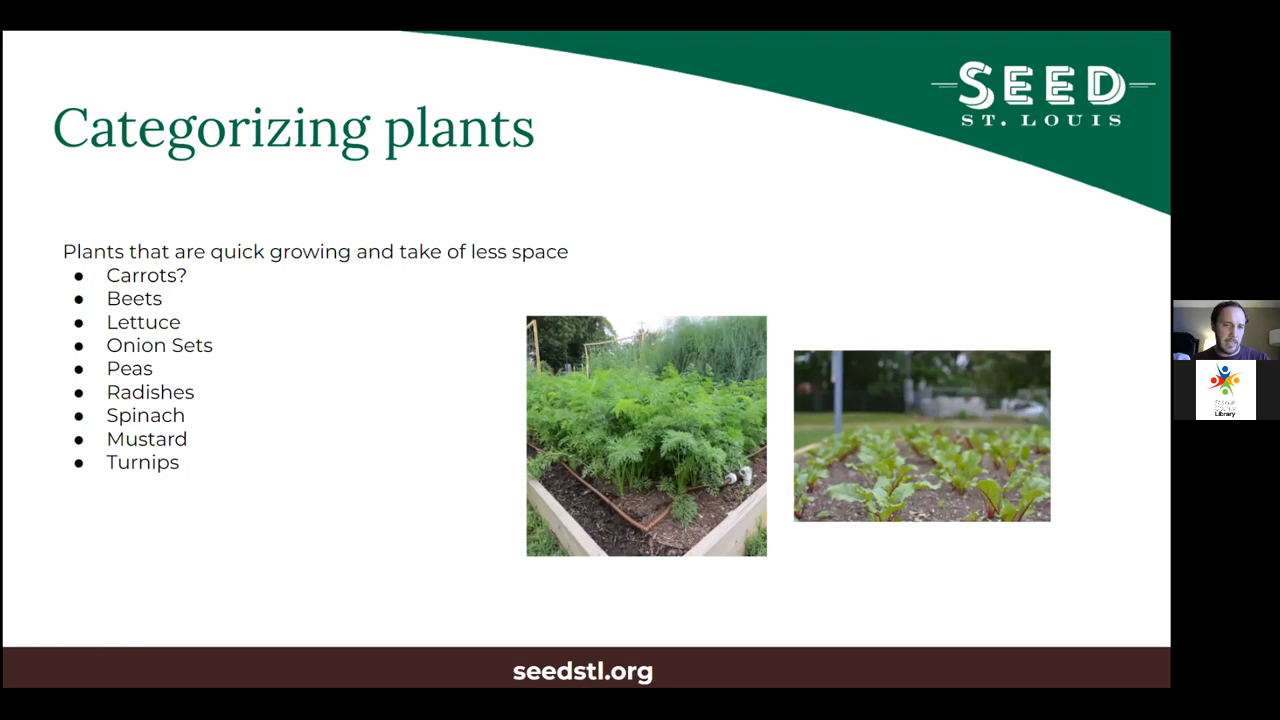 SEED
ST. LOUIS
Categorizing plants
Plants that are quick growing and take of less space
● Carrots?
● Beets
● Lettuce
● Onion Sets
● Peas
● Radishes
● Spinach
● Mustard
● Turnips
Library
seedstl.org